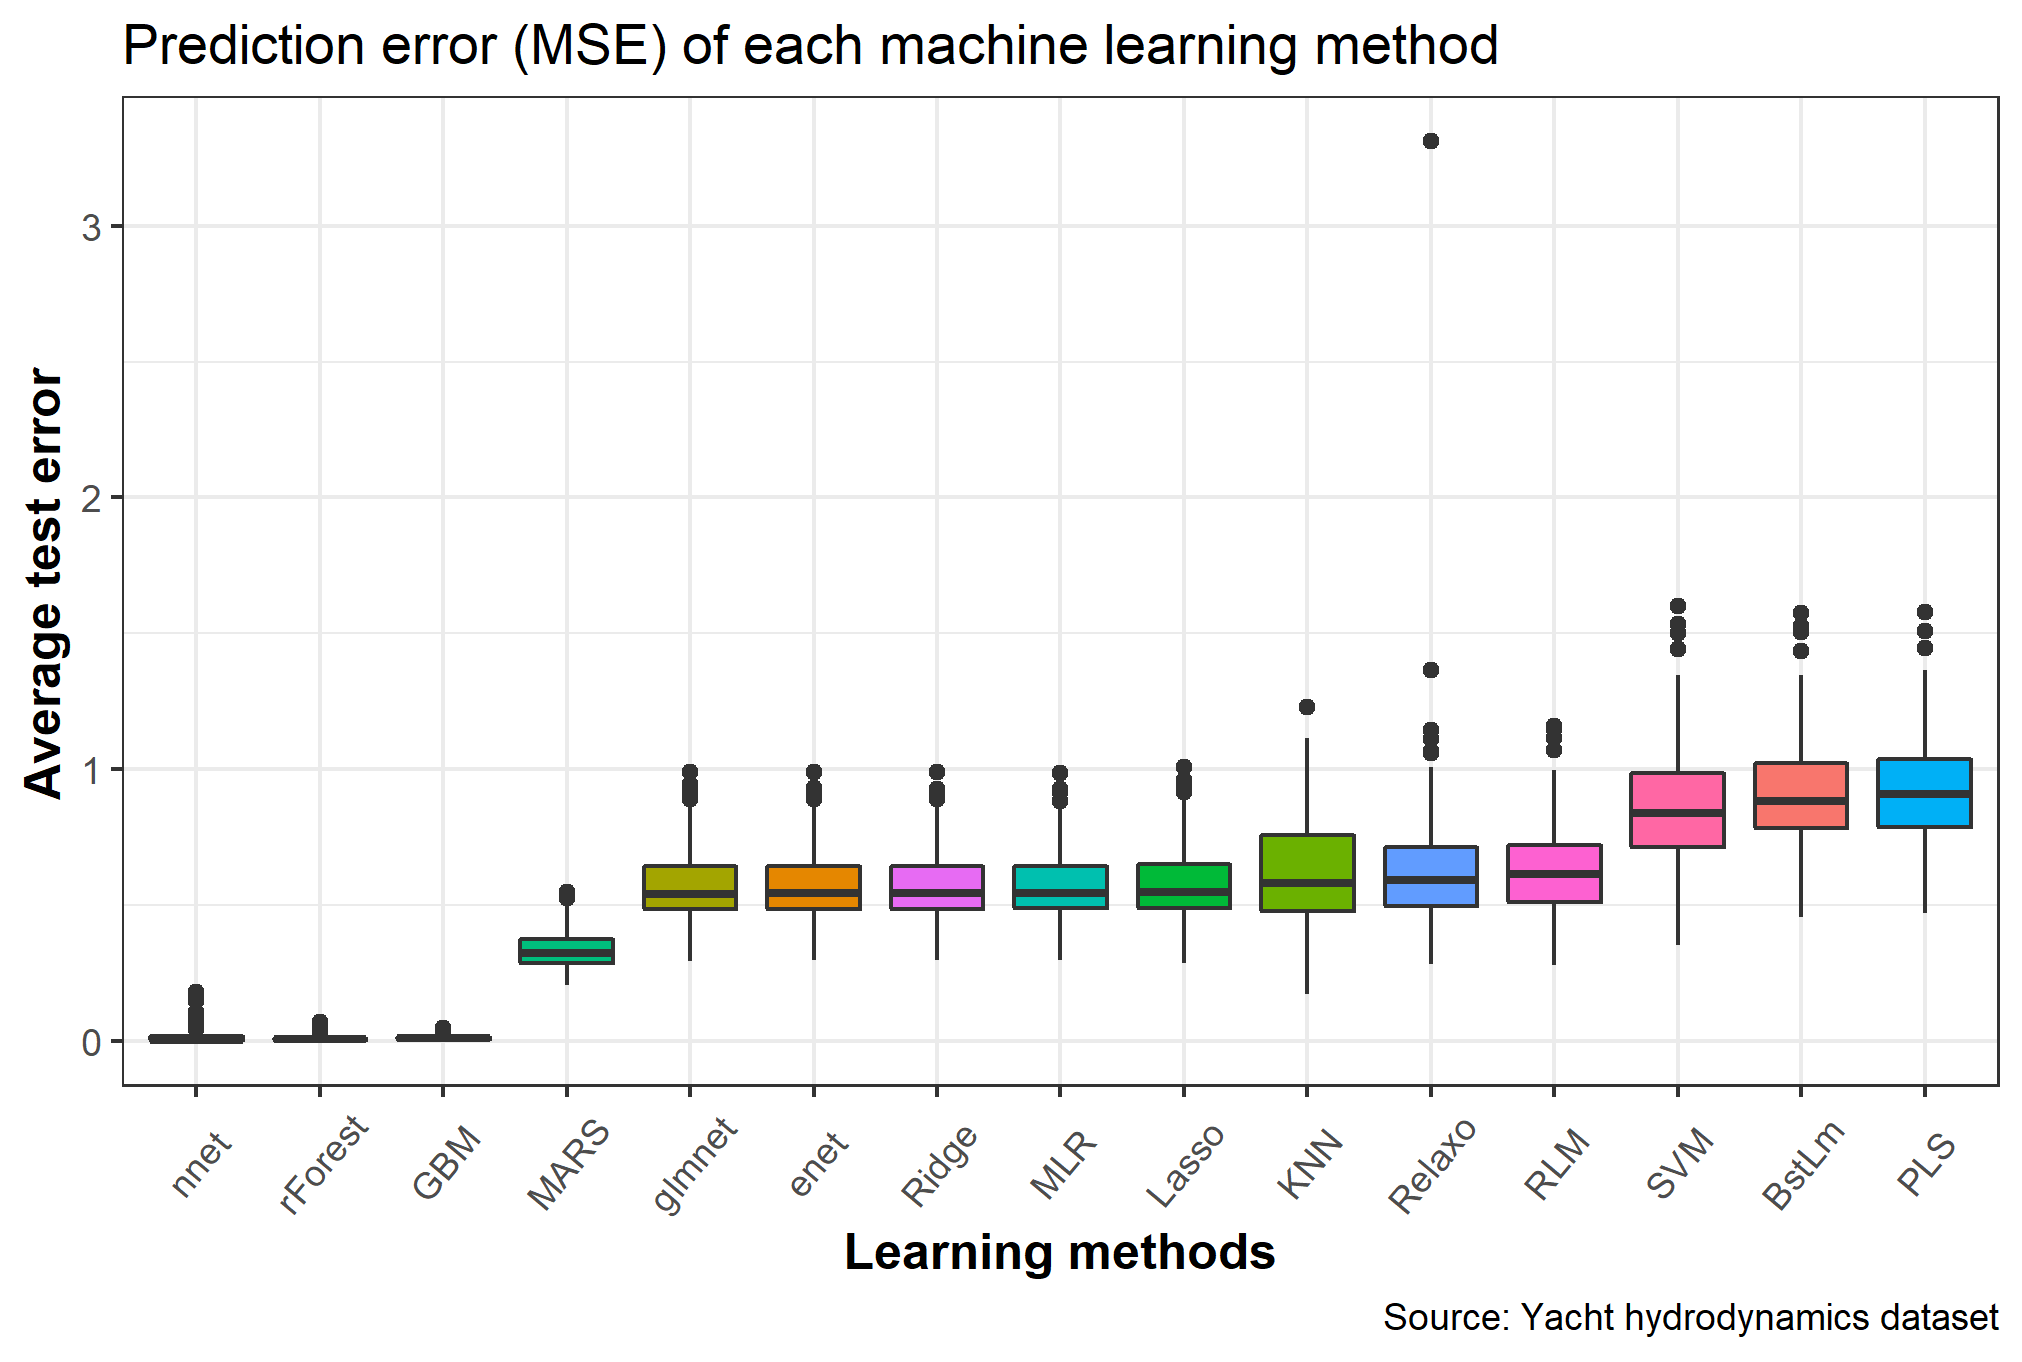 Prediction error (MSE) of each machine learning method
Average test error
3
2
1
0
nnet
rForest
GBM
MARS
glmnet
enet
Ridge
MLR
Lasso
KNN
Relaxo
RLM
SVM
BstLm
PLS
Learning methods
Source: Yacht hydrodynamics dataset